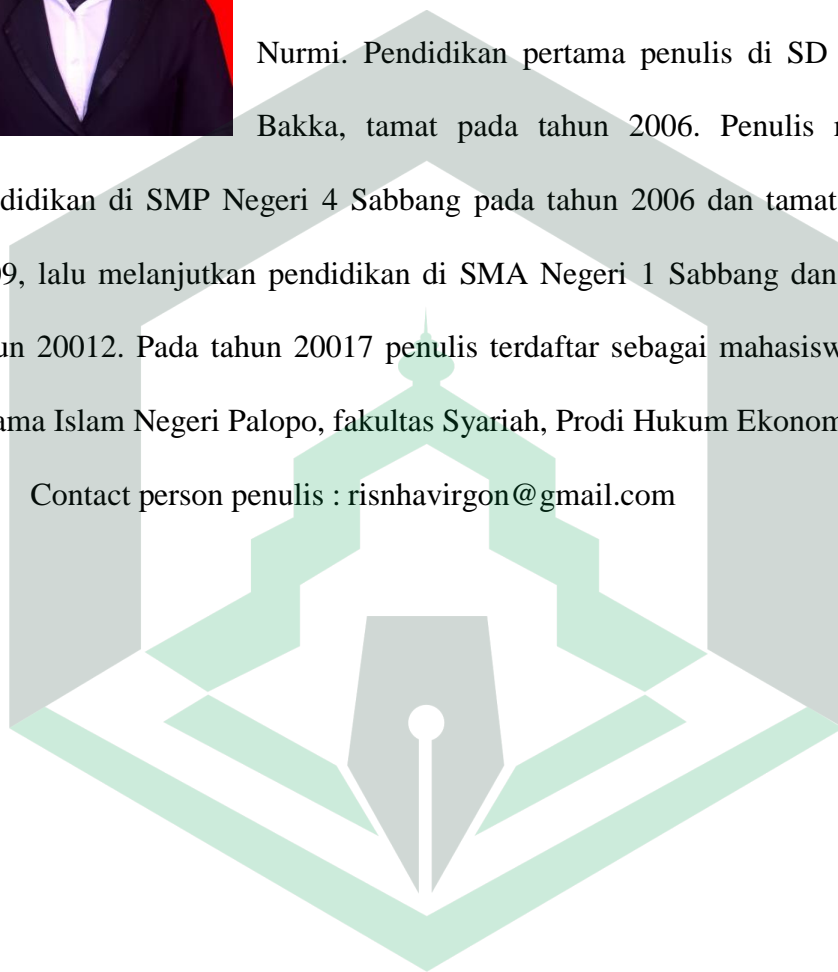 Nurmi. Pendidikan pertama penulis di SD
Bakka, tamat pada tahun 2006. Penulis
didikan di SMP Negeri 4 Sabbang pada tahun 2006 dan tamat
09, lalu melanjutkan pendidikan di SMA Negeri 1 Sabbang dan
un 20012. Pada tahun 20017 penulis terdaftar sebagai mahasisw
ama Islam Negeri Palopo, fakultas Syariah, Prodi Hukum Ekonom
Contact person penulis : risnhavirgon@gmail.com